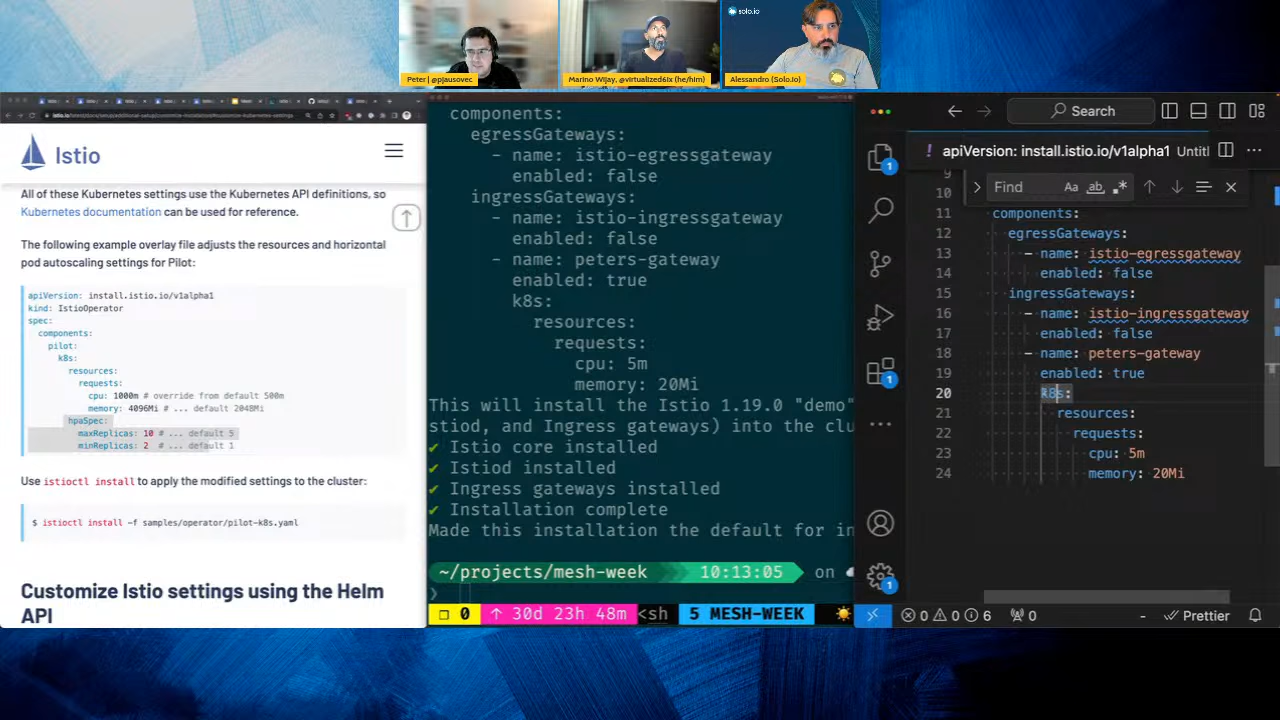 solo.io
Peter | @pjausovec
Marino Wijay, @virtualized6ix (he/him)
Alessandro (Solo.io)
Istio
All of these Kubernetes settings use the Kubernetes API definitions, so
Kubernetes documentation can be used for reference.
The following example overlay file adjusts the resources and horizontal
pod autoscaling settings for Pilot:
apiVersion: install.istio.io/v1alpha1
kind: IstioOperator
spec:
components:
pilot:
k8s:
resources:
requests:
cpu: 1000m # override from default 500m
memory: 4096Mi # ... default 2048Mi
hpaSpec:
maxReplicas: 10 # ... default 5
minReplicas: 2 # ... default 1
Use istioctl install to apply the modified settings to the cluster:
$ istioctl install -f samples/operator/pilot-k8s.yaml
Customize Istio settings using the Helm
API
components:
egressGateways:
- name: istio-egressgateway
enabled: false
ingressGateways:
- name: istio-ingressgateway
enabled: false
- name: peters-gateway
enabled: true
k8s:
resources:
requests:
cpu: 5m
memory: 20Mi
This will install the Istio 1.19.0 "demo"
stiod, and Ingress gateways) into the clu
✔ Istio core installed
✔ Istiod installed
✔ Ingress gateways installed
✔ Installation complete
Made this installation the default for in
~/projects/mesh-week 10:13:05 on
❐ 0 ↑ 30d 23h 48m <sh 5 MESH-WEEK
Search
! apiVersion: install.istio.io/v1alpha1 Untitl
Find Aa ab .*
9
10
11 components:
12 egressGateways:
13 - name: istio-egressgateway
14 enabled: false
15 ingressGateways:
16 - name: istio-ingressgateway
17 enabled: false
18 - name: peters-gateway
19 enabled: true
20 k8s:
21 resources:
22 requests:
23 cpu: 5m
24 memory: 20Mi
1
1
1
0 0 6 0 - Prettier